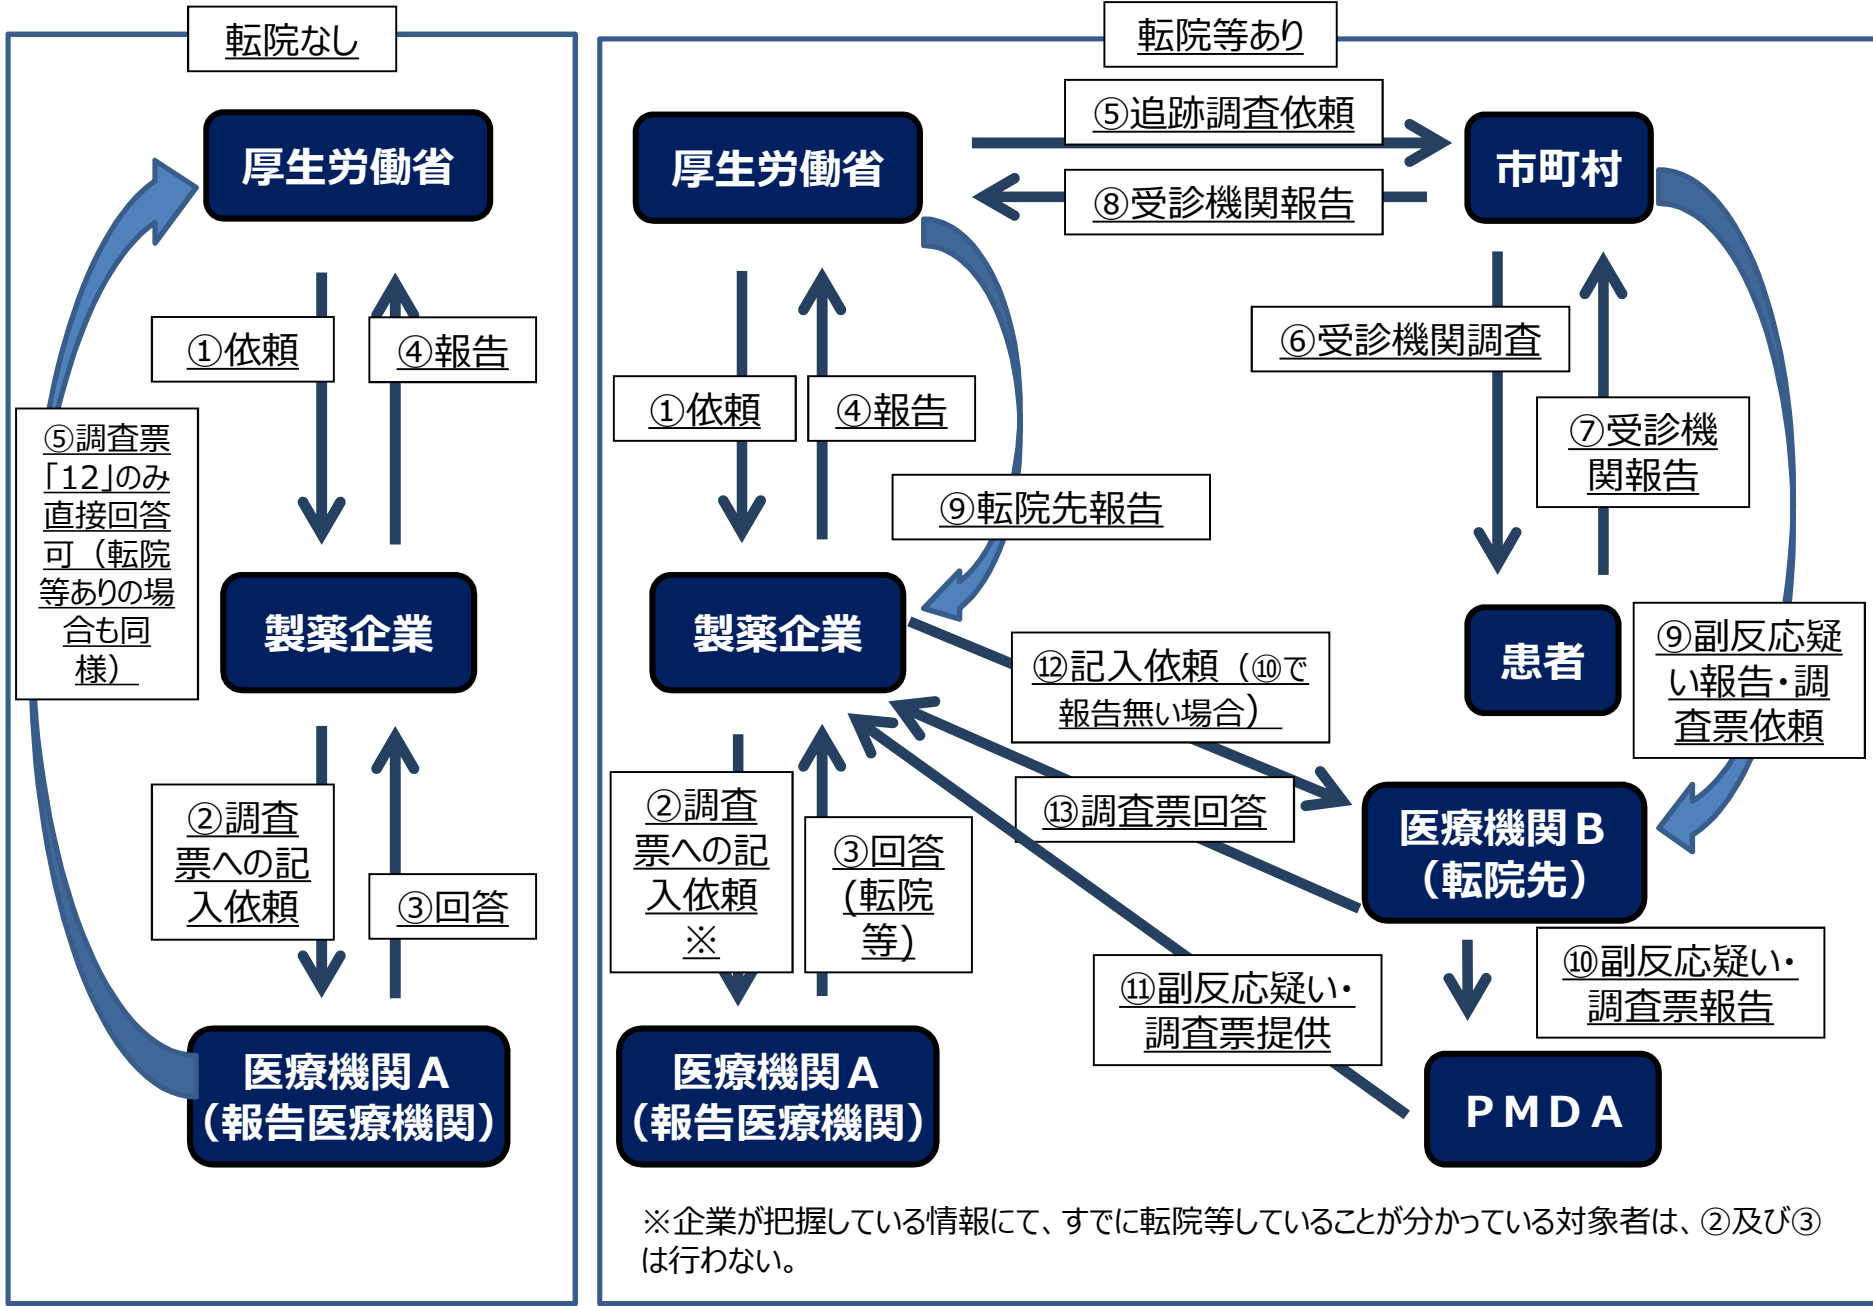 転院なし
厚生労働省
①依頼
④報告
⑤調査票
「12」のみ
直接回答
可（転院
等ありの場
合も同
様）
製薬企業
②調査
票への記
入依頼
③回答
医療機関Ａ
（報告医療機関）
転院等あり
厚生労働省
⑤追跡調査依頼
⑧受診機関報告
市町村
①依頼
④報告
⑨転院先報告
⑥受診機関調査
⑦受診機
関報告
製薬企業
患者
⑫記入依頼（⑩で
報告無い場合）
⑨副反応疑
い報告・調
査票依頼
②調査
票への記
入依頼
※
③回答
(転院
等)
⑬調査票回答
医療機関Ｂ
（転院先）
⑪副反応疑い・
調査票提供
⑩副反応疑い・
調査票報告
医療機関Ａ
（報告医療機関）
ＰＭＤＡ
※企業が把握している情報にて、すでに転院等していることが分かっている対象者は、②及び③
は行わない。